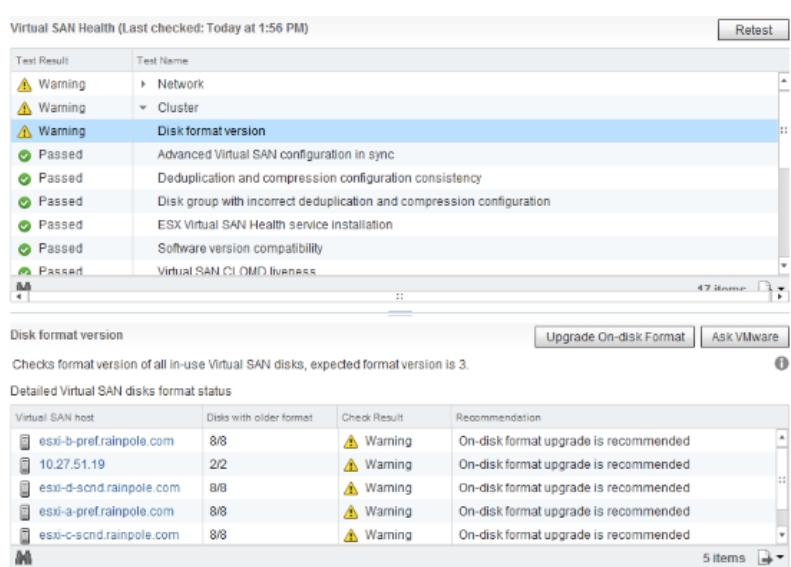 Virtual SAN Health (Last checked: Today at 1:56 PM)
Retest
Test Result Test Name
Warning Network
Warning Cluster
Warning Disk format version
Passed Advanced Virtual SAN configuration in sync
Passed Deduplication and compression configuration consistency
Passed Disk group with incorrect deduplication and compression configuration
Passed ESX Virtual SAN Health service installation
Passed Software version compatibility
Passed Virtual SAN CLOMD liveness
17 items
Disk format version
Upgrade On-disk Format Ask VMware
Checks format version of all in-use Virtual SAN disks, expected format version is 3.
Detailed Virtual SAN disks format status
Virtual SAN host Disks with older format Check Result Recommendation
esxi-b-pref.rainpole.com 8/8 Warning On-disk format upgrade is recommended
10.27.51.19 2/2 Warning On-disk format upgrade is recommended
esxi-d-scnd.rainpole.com 8/8 Warning On-disk format upgrade is recommended
esxi-a-pref.rainpole.com 8/8 Warning On-disk format upgrade is recommended
esxi-c-scnd.rainpole.com 8/8 Warning On-disk format upgrade is recommended
5 items